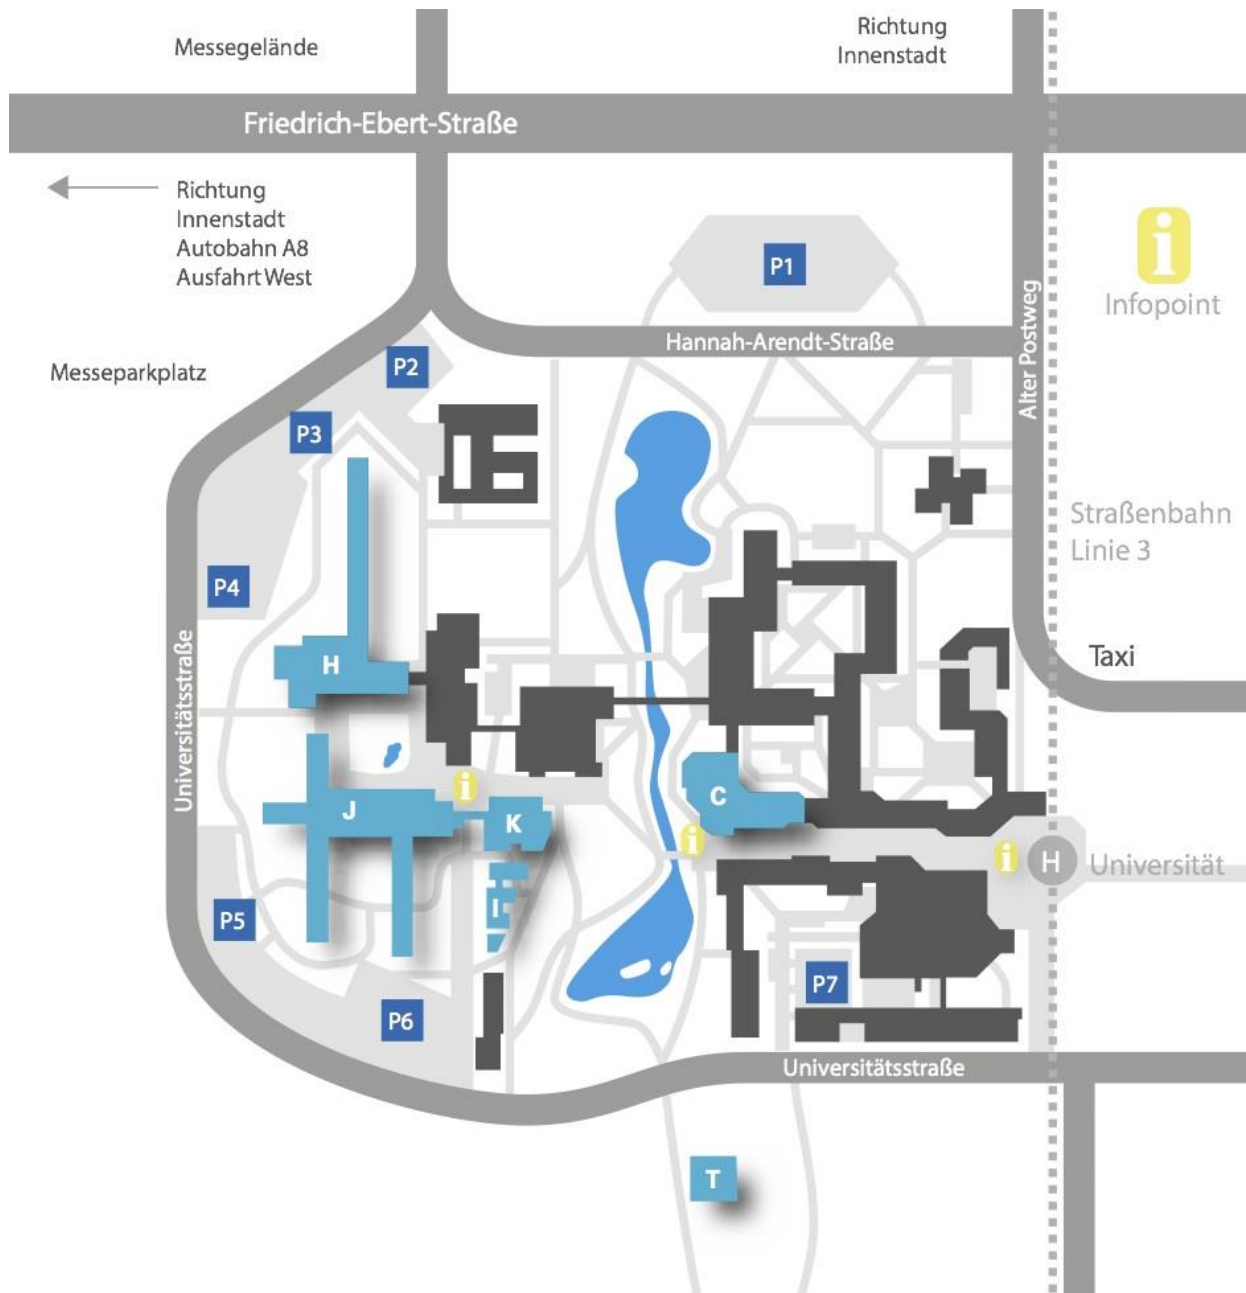 Messegelände
Richtung
Innenstadt
Friedrich-Ebert-Straße
Richtung
Innenstadt
Autobahn A8
Ausfahrt West
P1
i
Infopoint
Hannah-Arendt-Straße
Alter Postweg
Messeparkplatz
P2
P3
Straßenbahn
Linie 3
P4
H
Taxi
Universitätsstraße
i
J
K
C
i
i
H
Universität
I
P5
P7
P6
Universitätsstraße
T